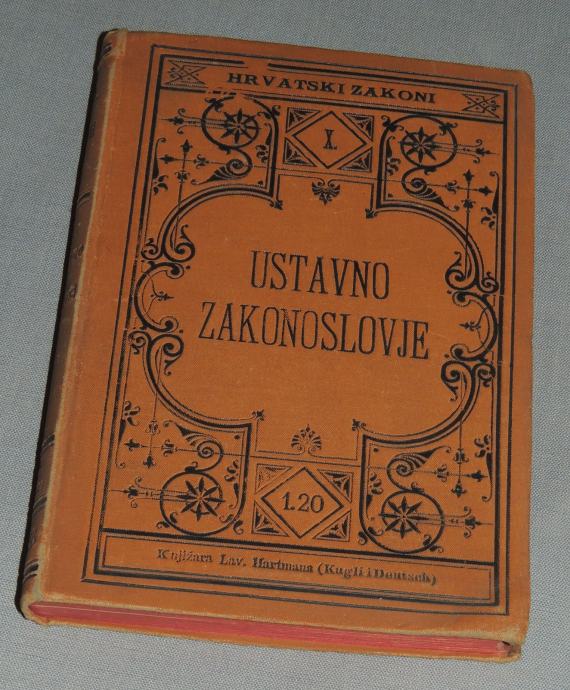 HRVATSKI ZAKONI
X.
USTAVNO
ZAKONOSLOVJE
1.20
Knjižara Lav. Hartmana (Kugli i Deutsch)